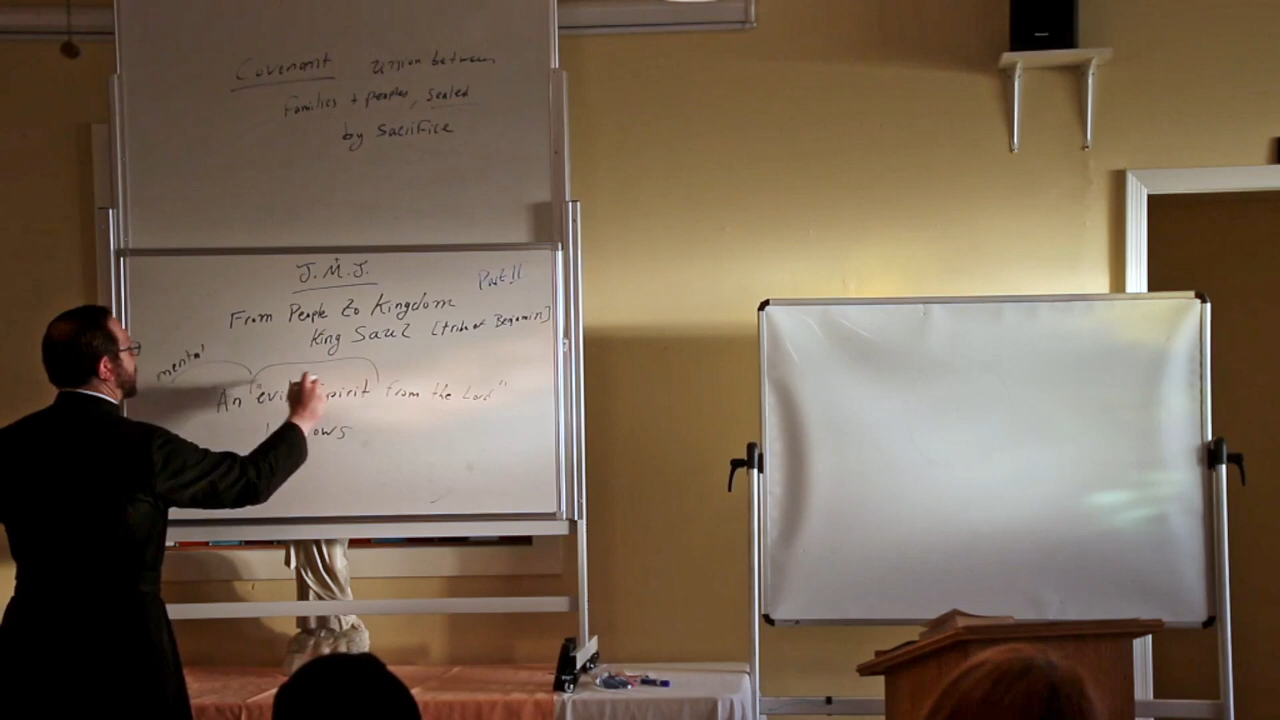 Covenant union between
Families + peoples, sealed
by sacrifice
J.M.J.
Part II
From People to Kingdom
King Saul [tribe of Benjamin]
mental
An "evil spirit from the Lord"